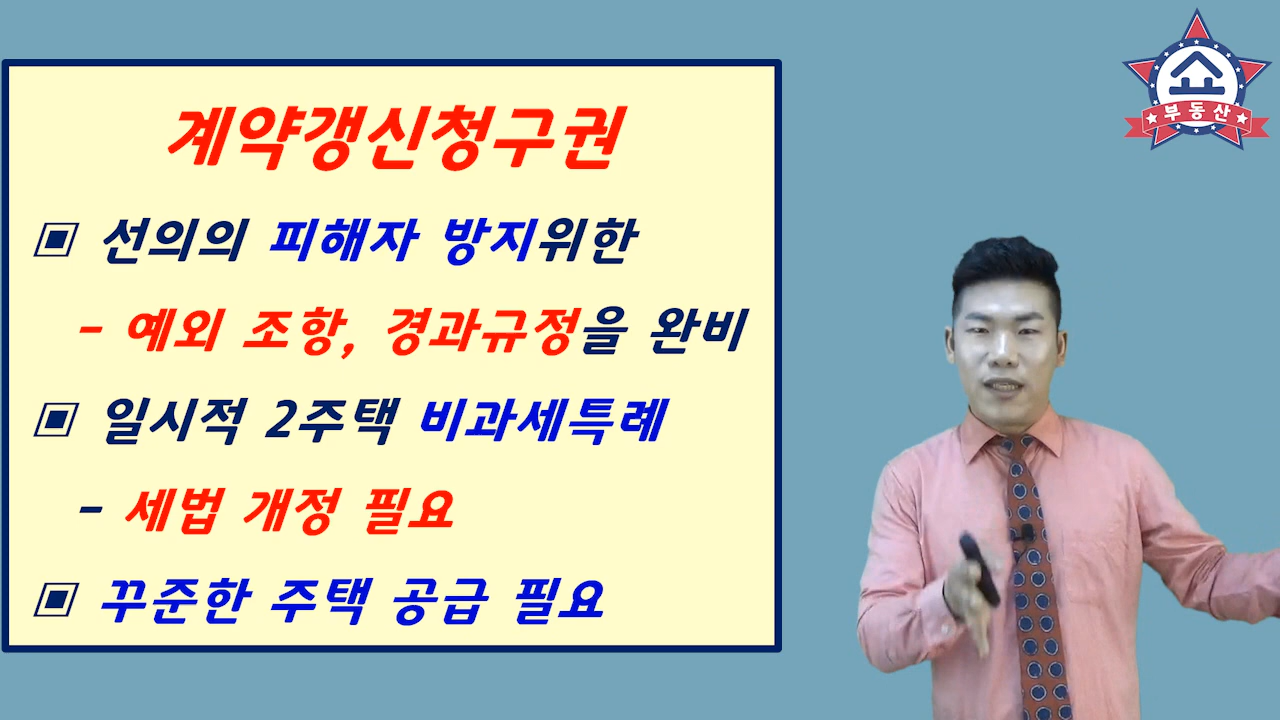 계약갱신청구권
▣ 선의의 피해자 방지위한
- 예외 조항, 경과규정을 완비
▣ 일시적 2주택 비과세특례
- 세법 개정 필요
▣ 꾸준한 주택 공급 필요
쇼
부동산